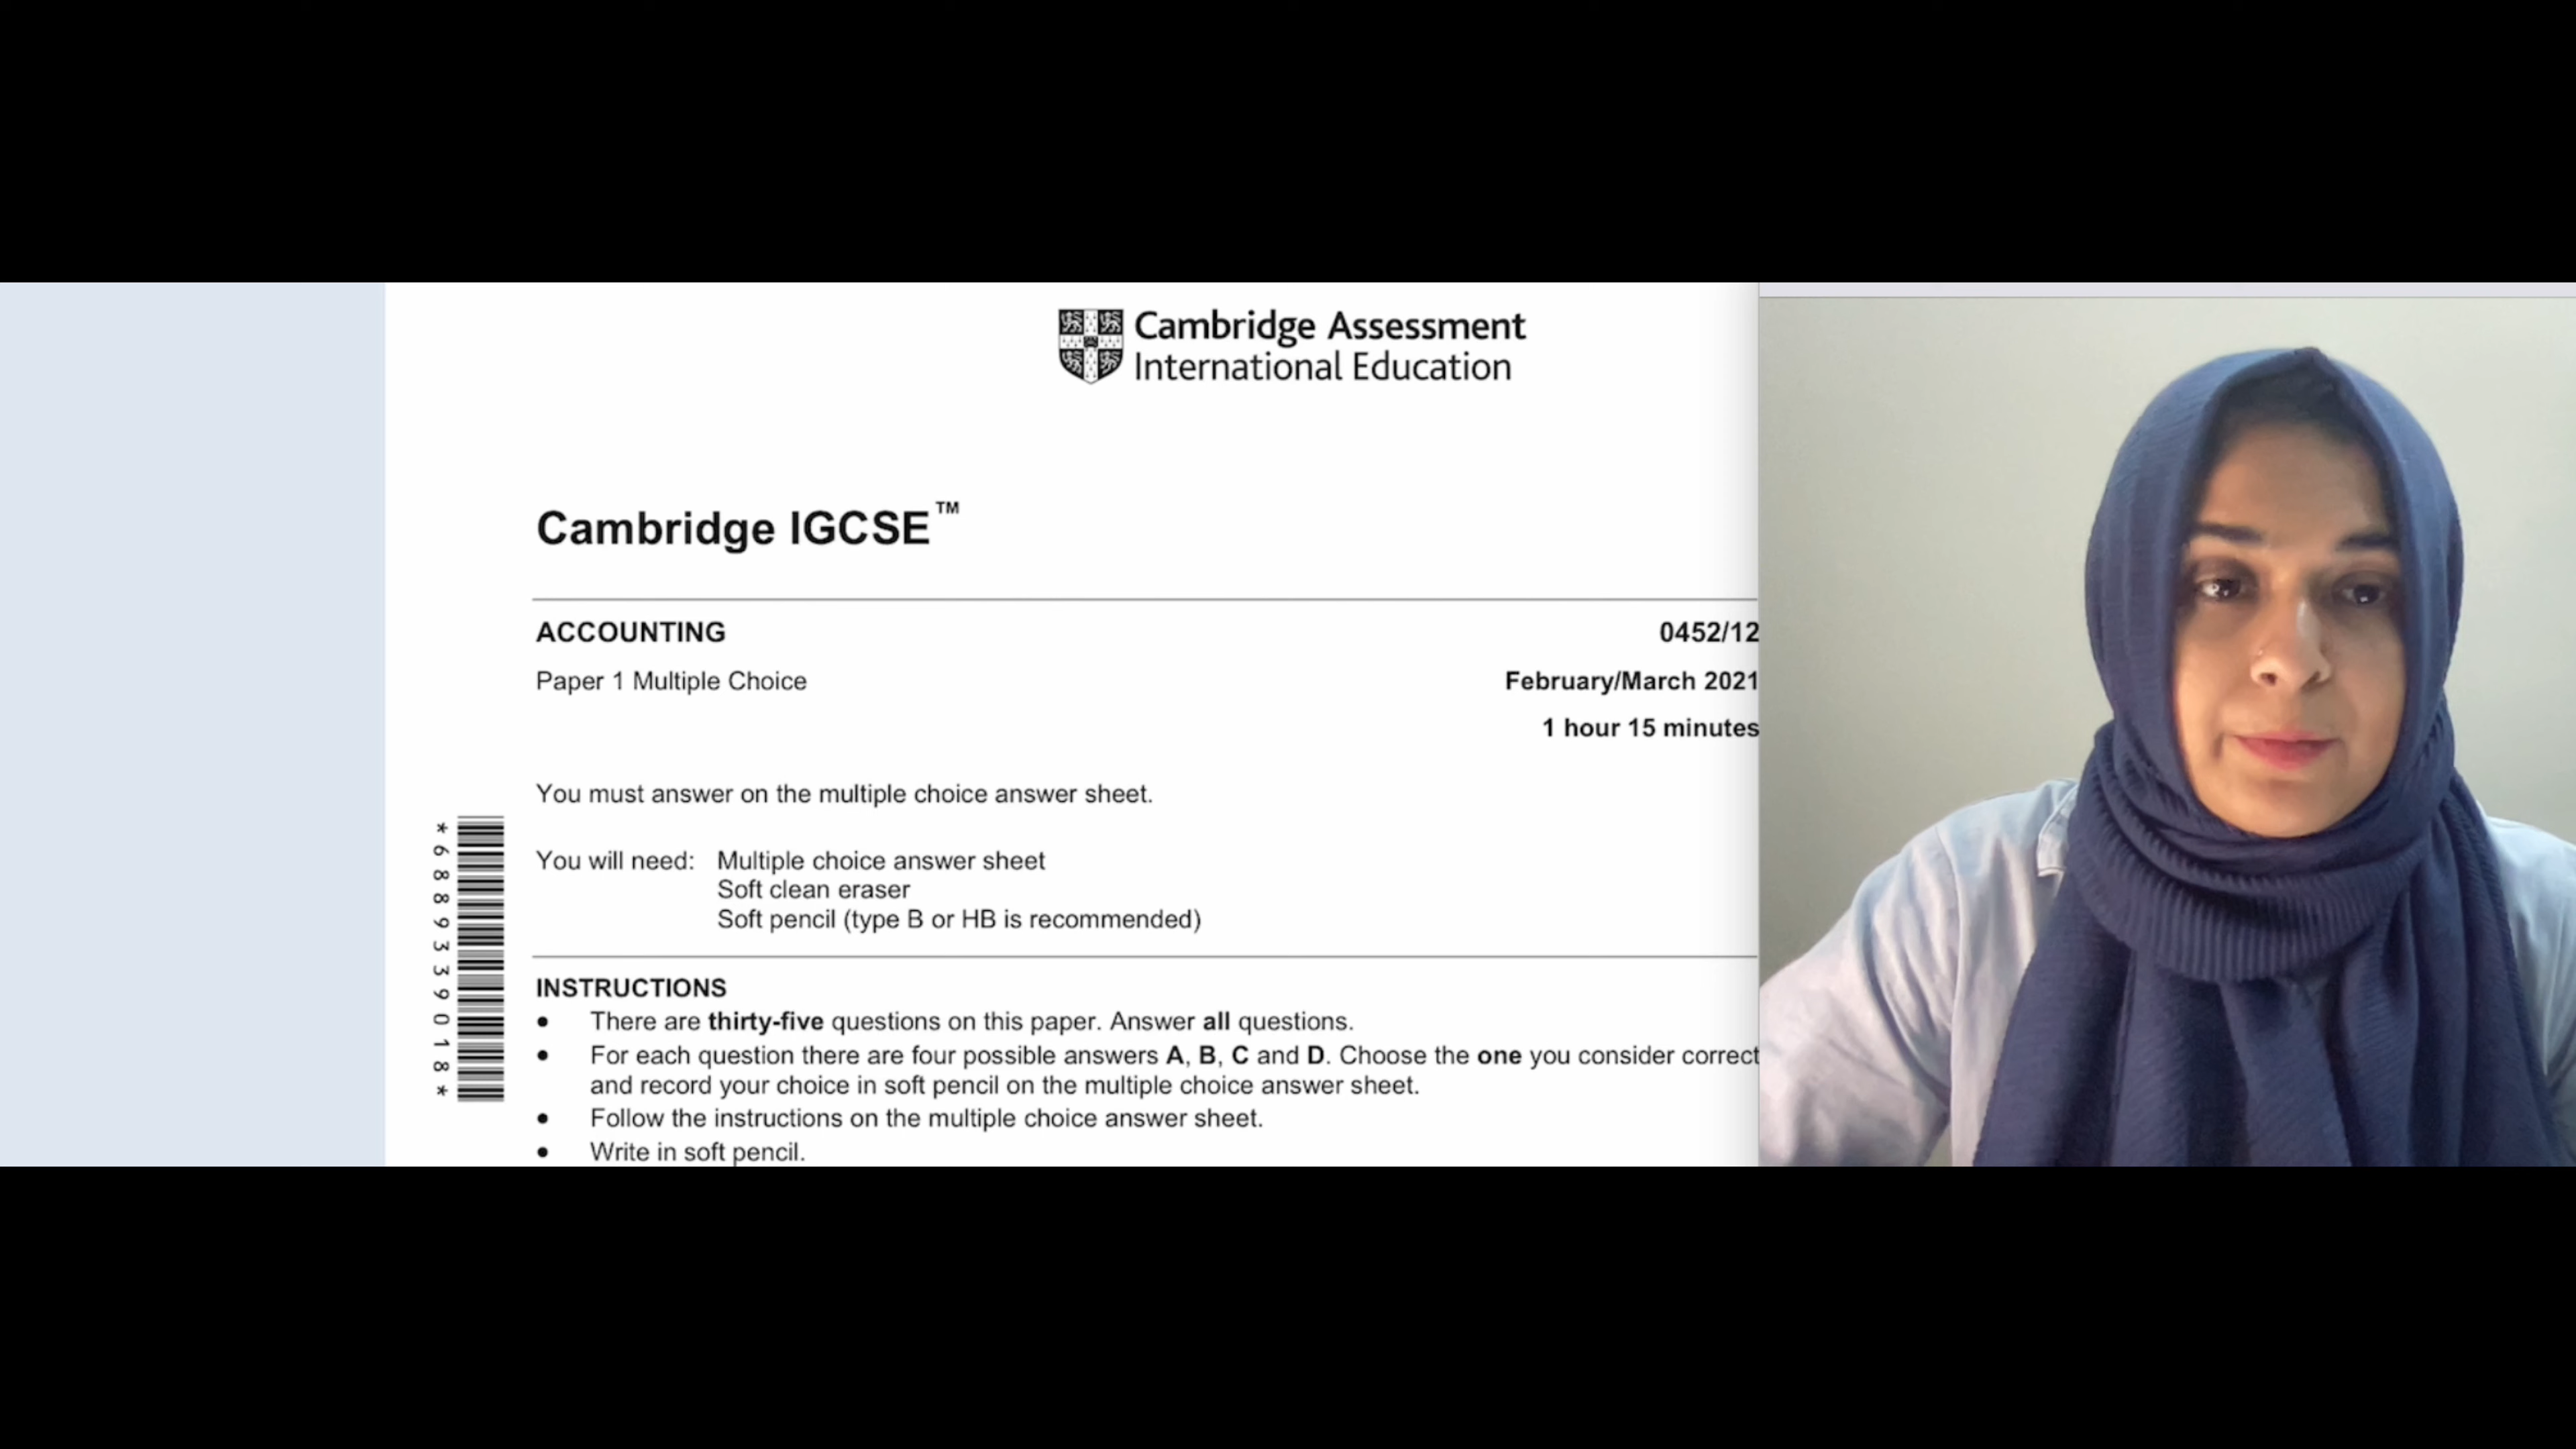 Cambridge Assessment
International Education
Cambridge IGCSE™
ACCOUNTING 0452/12
Paper 1 Multiple Choice February/March 2021
1 hour 15 minutes
You must answer on the multiple choice answer sheet.
You will need: Multiple choice answer sheet
Soft clean eraser
Soft pencil (type B or HB is recommended)
*6889339018*
INSTRUCTIONS
• There are thirty-five questions on this paper. Answer all questions.
• For each question there are four possible answers A, B, C and D. Choose the one you consider correct
and record your choice in soft pencil on the multiple choice answer sheet.
• Follow the instructions on the multiple choice answer sheet.
• Write in soft pencil.